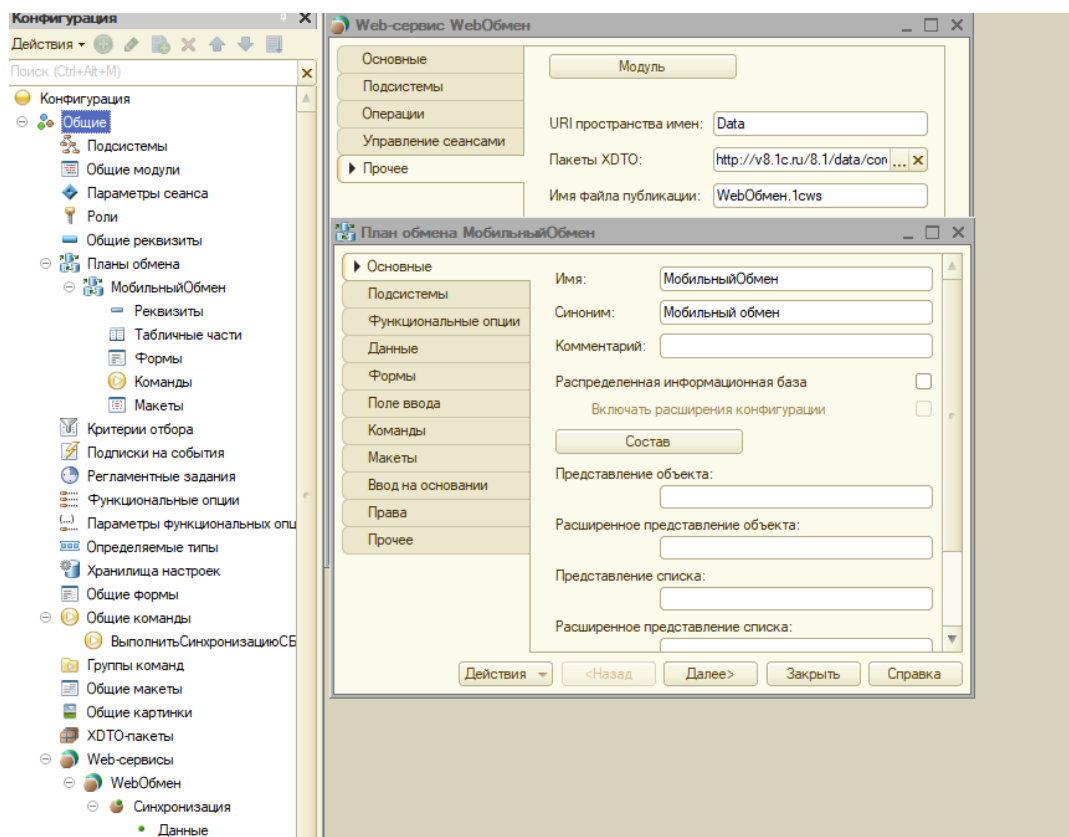 Конфигурация
Действия
Поиск (Ctrl+Alt+M)
Конфигурация
Общие
Подсистемы
Общие модули
Параметры сеанса
Роли
Общие реквизиты
Планы обмена
МобильныйОбмен
Реквизиты
Табличные части
Формы
Команды
Макеты
Критерии отбора
Подписки на события
Регламентные задания
Функциональные опции
Параметры функциональных опц
Определяемые типы
Хранилища настроек
Общие формы
Общие команды
ВыполнитьСинхронизациюСБ
Группы команд
Общие макеты
Общие картинки
XDTO-пакеты
Web-сервисы
WebОбмен
Синхронизация
Данные
Web-сервис WebОбмен
Основные
Подсистемы
Операции
Управление сеансами
Прочее
Модуль
URI пространства имен: Data
Пакеты XDTO: http://v8.1c.ru/8.1/data/cor ...
Имя файла публикации: WebОбмен.1cws
План обмена МобильныйОбмен
Основные
Подсистемы
Функциональные опции
Данные
Формы
Поле ввода
Команды
Макеты
Ввод на основании
Права
Прочее
Имя: МобильныйОбмен
Синоним: Мобильный обмен
Комментарий:
Распределенная информационная база
Включать расширения конфигурации
Состав
Представление объекта:
Расширенное представление объекта:
Представление списка:
Расширенное представление списка:
Действия <Назад Далее> Закрыть Справка